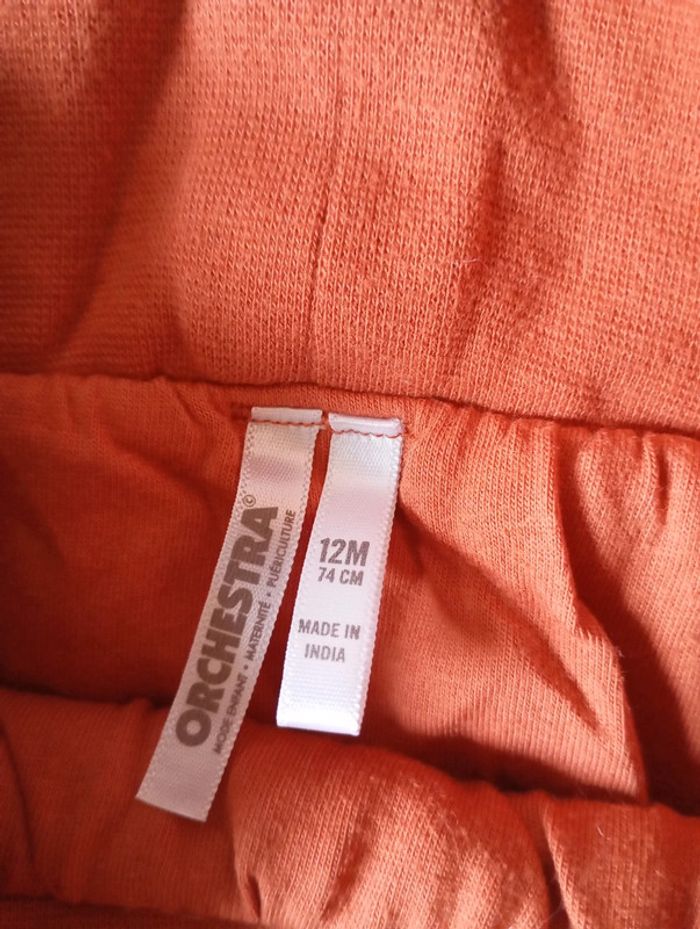 ORCHESTRA©
MODE ENFANT • MATERNITÉ • PUÉRICULTURE
12M
74 CM
MADE IN
INDIA